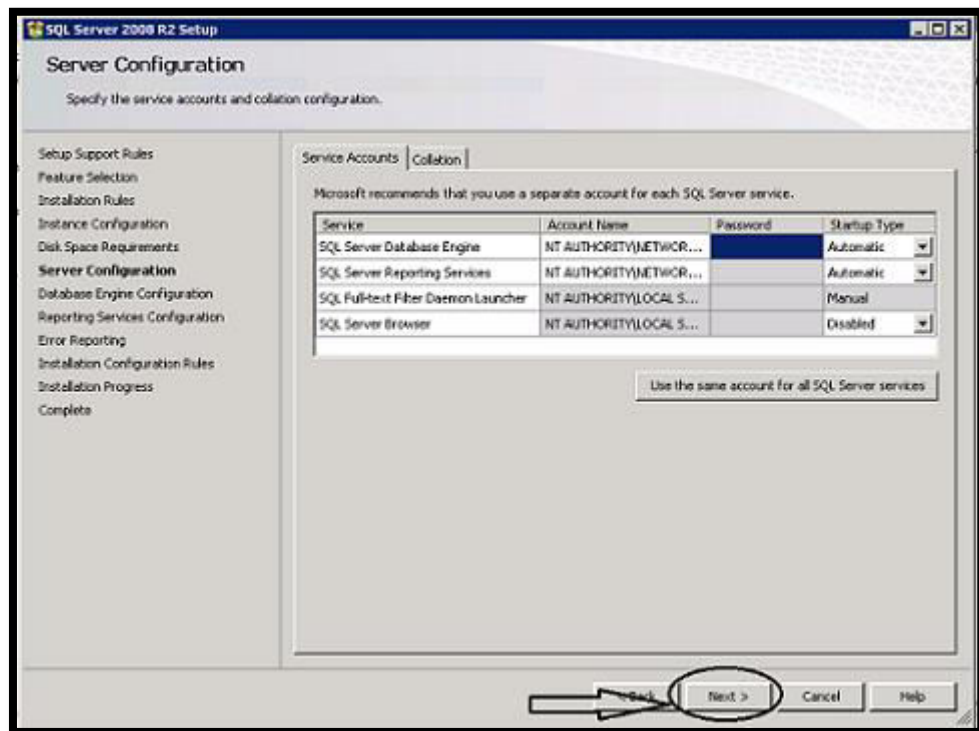 SQL Server 2008 R2 Setup
Server Configuration
Specify the service accounts and collation configuration.
Setup Support Rules
Feature Selection
Installation Rules
Instance Configuration
Disk Space Requirements
Server Configuration
Database Engine Configuration
Reporting Services Configuration
Error Reporting
Installation Configuration Rules
Installation Progress
Complete
Service Accounts Collation
Microsoft recommends that you use a separate account for each SQL Server service.
Service Account Name Password Startup Type
SQL Server Database Engine NT AUTHORITY\NETWOR... Automatic
SQL Server Reporting Services NT AUTHORITY\NETWOR... Automatic
SQL Full-text Filter Daemon Launcher NT AUTHORITY\LOCAL S... Manual
SQL Server Browser NT AUTHORITY\LOCAL S... Disabled
Use the same account for all SQL Server services
< Back Next > Cancel Help